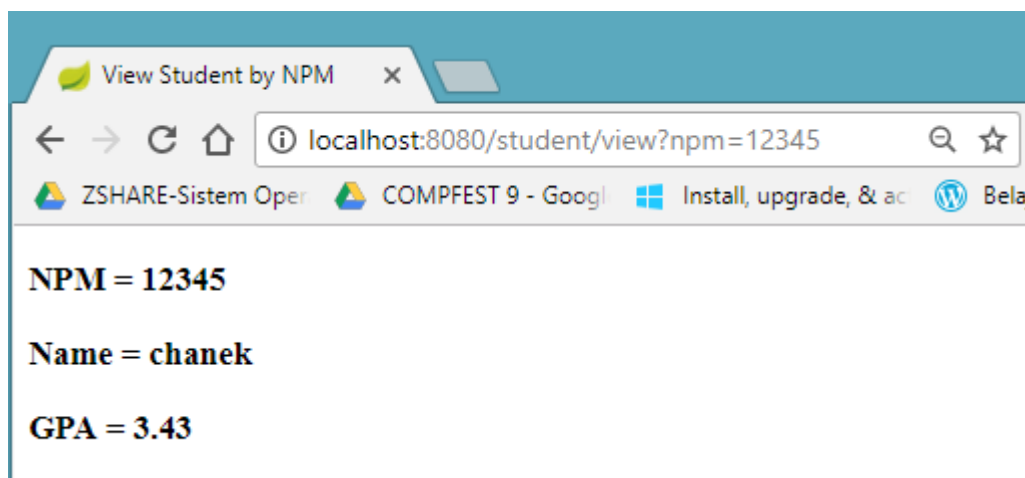 View Student by NPM
localhost:8080/student/view?npm=12345
ZSHARE-Sistem Oper COMPFEST 9 - Googl Install, upgrade, & ac Bela
NPM = 12345
Name = chanek
GPA = 3.43